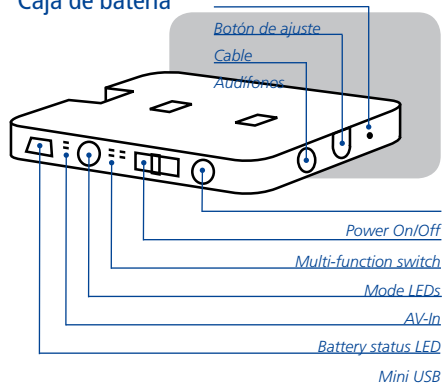 Caja de batería
Botón de ajuste
Cable
Audífonos
Power On/Off
Multi-function switch
Mode LEDs
AV-In
Battery status LED
Mini USB